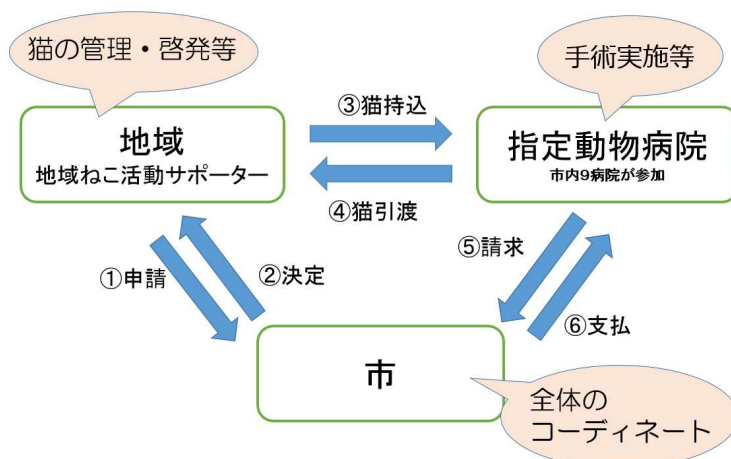 猫の管理・啓発等
手術実施等
地域
地域ねこ活動サポーター
③猫持込
指定動物病院
市内9病院が参加
④猫引渡
①申請
②決定
⑤請求
⑥支払
市
全体の
コーディネート